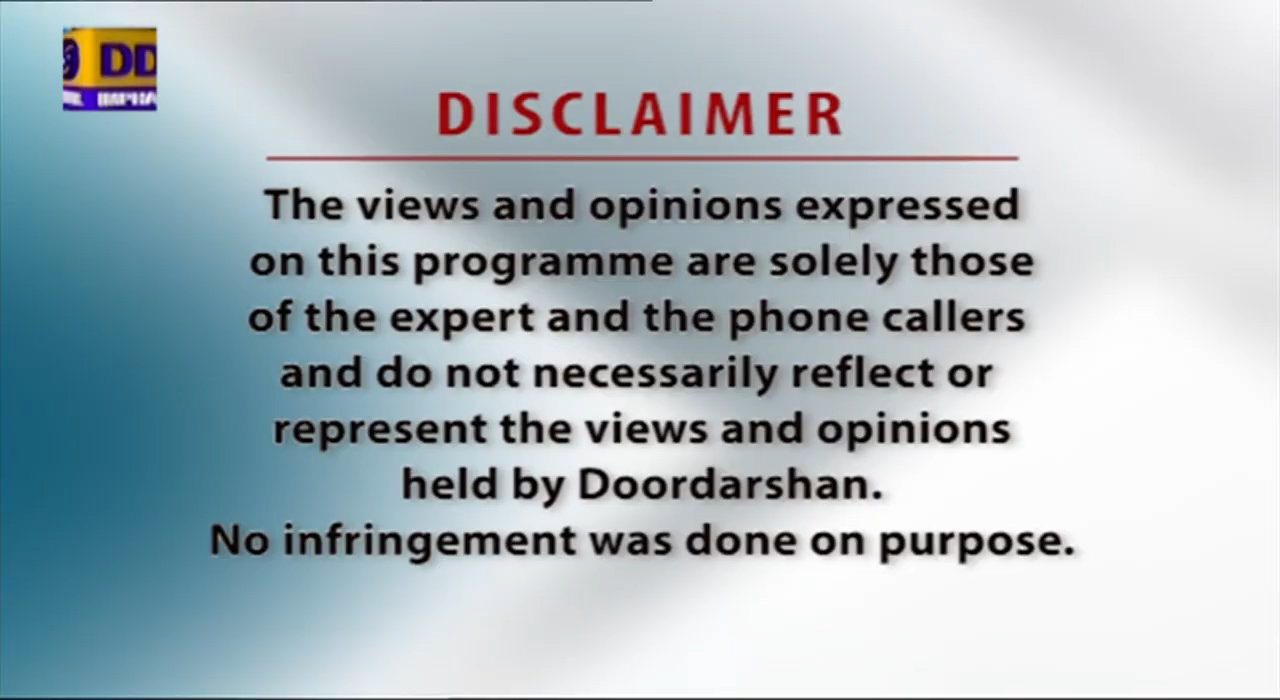 DD
DISCLAIMER
The views and opinions expressed
on this programme are solely those
of the expert and the phone callers
and do not necessarily reflect or
represent the views and opinions
held by Doordarshan.
No infringement was done on purpose.